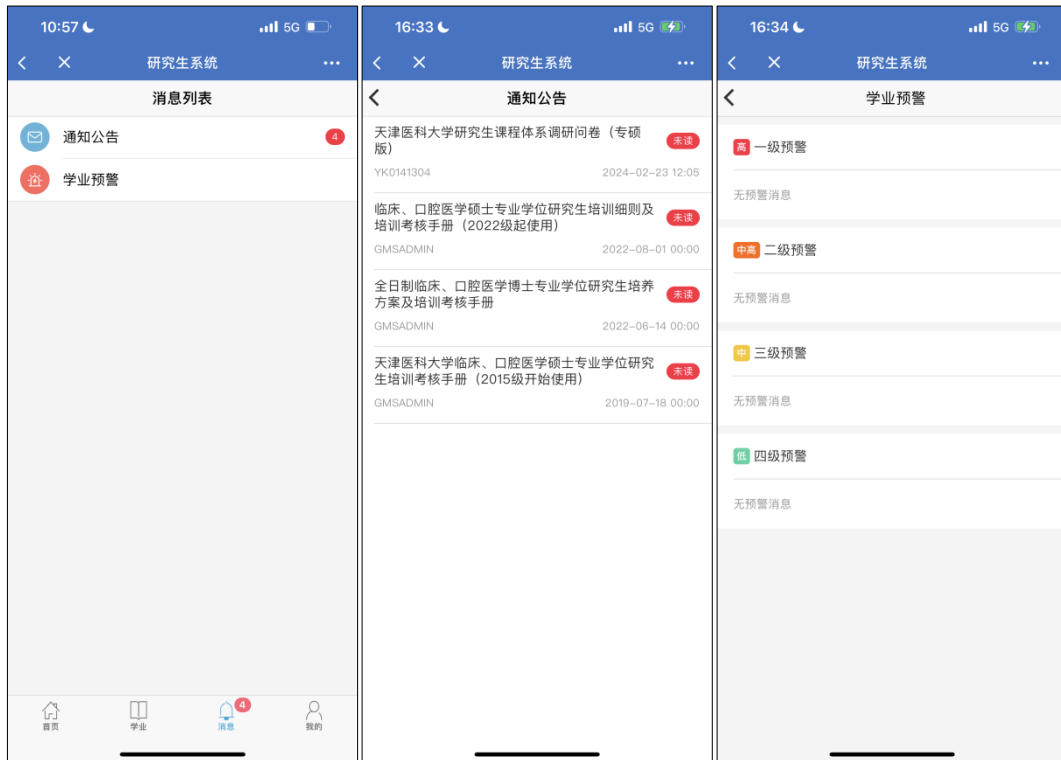 10:57
5G
研究生系统
消息列表
通知公告
4
学业预警
首页
学业
4
消息
我的
16:33
5G
研究生系统
通知公告
天津医科大学研究生课程体系调研问卷（专硕
版）
未读
YK0141304
2024-02-23 12:05
临床、口腔医学硕士专业学位研究生培训细则及
培训考核手册（2022级起使用）
未读
GMSADMIN
2022-08-01 00:00
全日制临床、口腔医学博士专业学位研究生培养
方案及培训考核手册
未读
GMSADMIN
2022-06-14 00:00
天津医科大学临床、口腔医学硕士专业学位研究
生培训考核手册（2015级开始使用）
未读
GMSADMIN
2019-07-18 00:00
16:34
5G
研究生系统
学业预警
高 一级预警
无预警消息
中高 二级预警
无预警消息
中 三级预警
无预警消息
低 四级预警
无预警消息